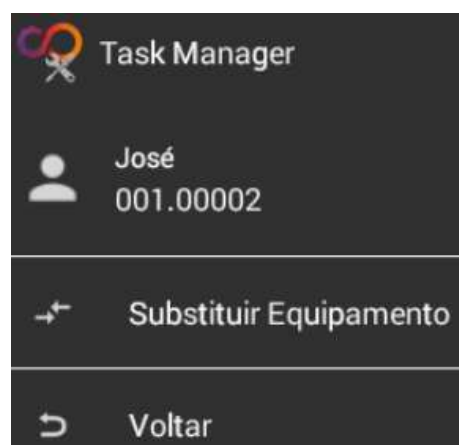 Task Manager
José
001.00002
Substituir Equipamento
Voltar